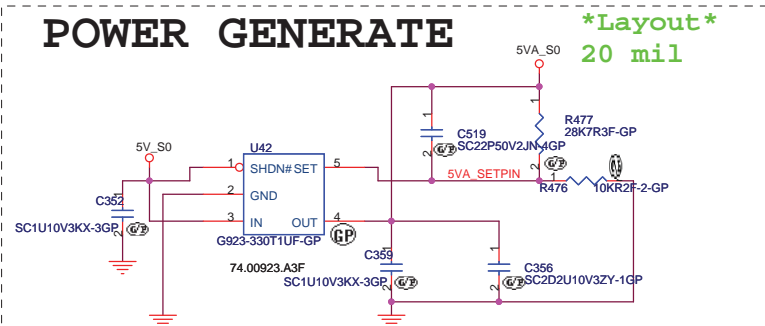 POWER GENERATE
*Layout*
20 mil
5VA_S0
1
R477
28K7R3F-GP
2
G/P
1
C519
SC22P50V2JN-4GP
2
G/P
5V_S0
U42
1
SHDN#
SET
5
5VA_SETPIN
1
R476
10KR2F-2-GP
2
GND
3
IN
OUT
4
GP
G923-330T1UF-GP
74.00923.A3F
1
C352
SC1U10V3KX-3GP
2
G/P
1
C359
SC1U10V3KX-3GP
2
G/P
1
C356
SC2D2U10V3ZY-1GP
2
G/P